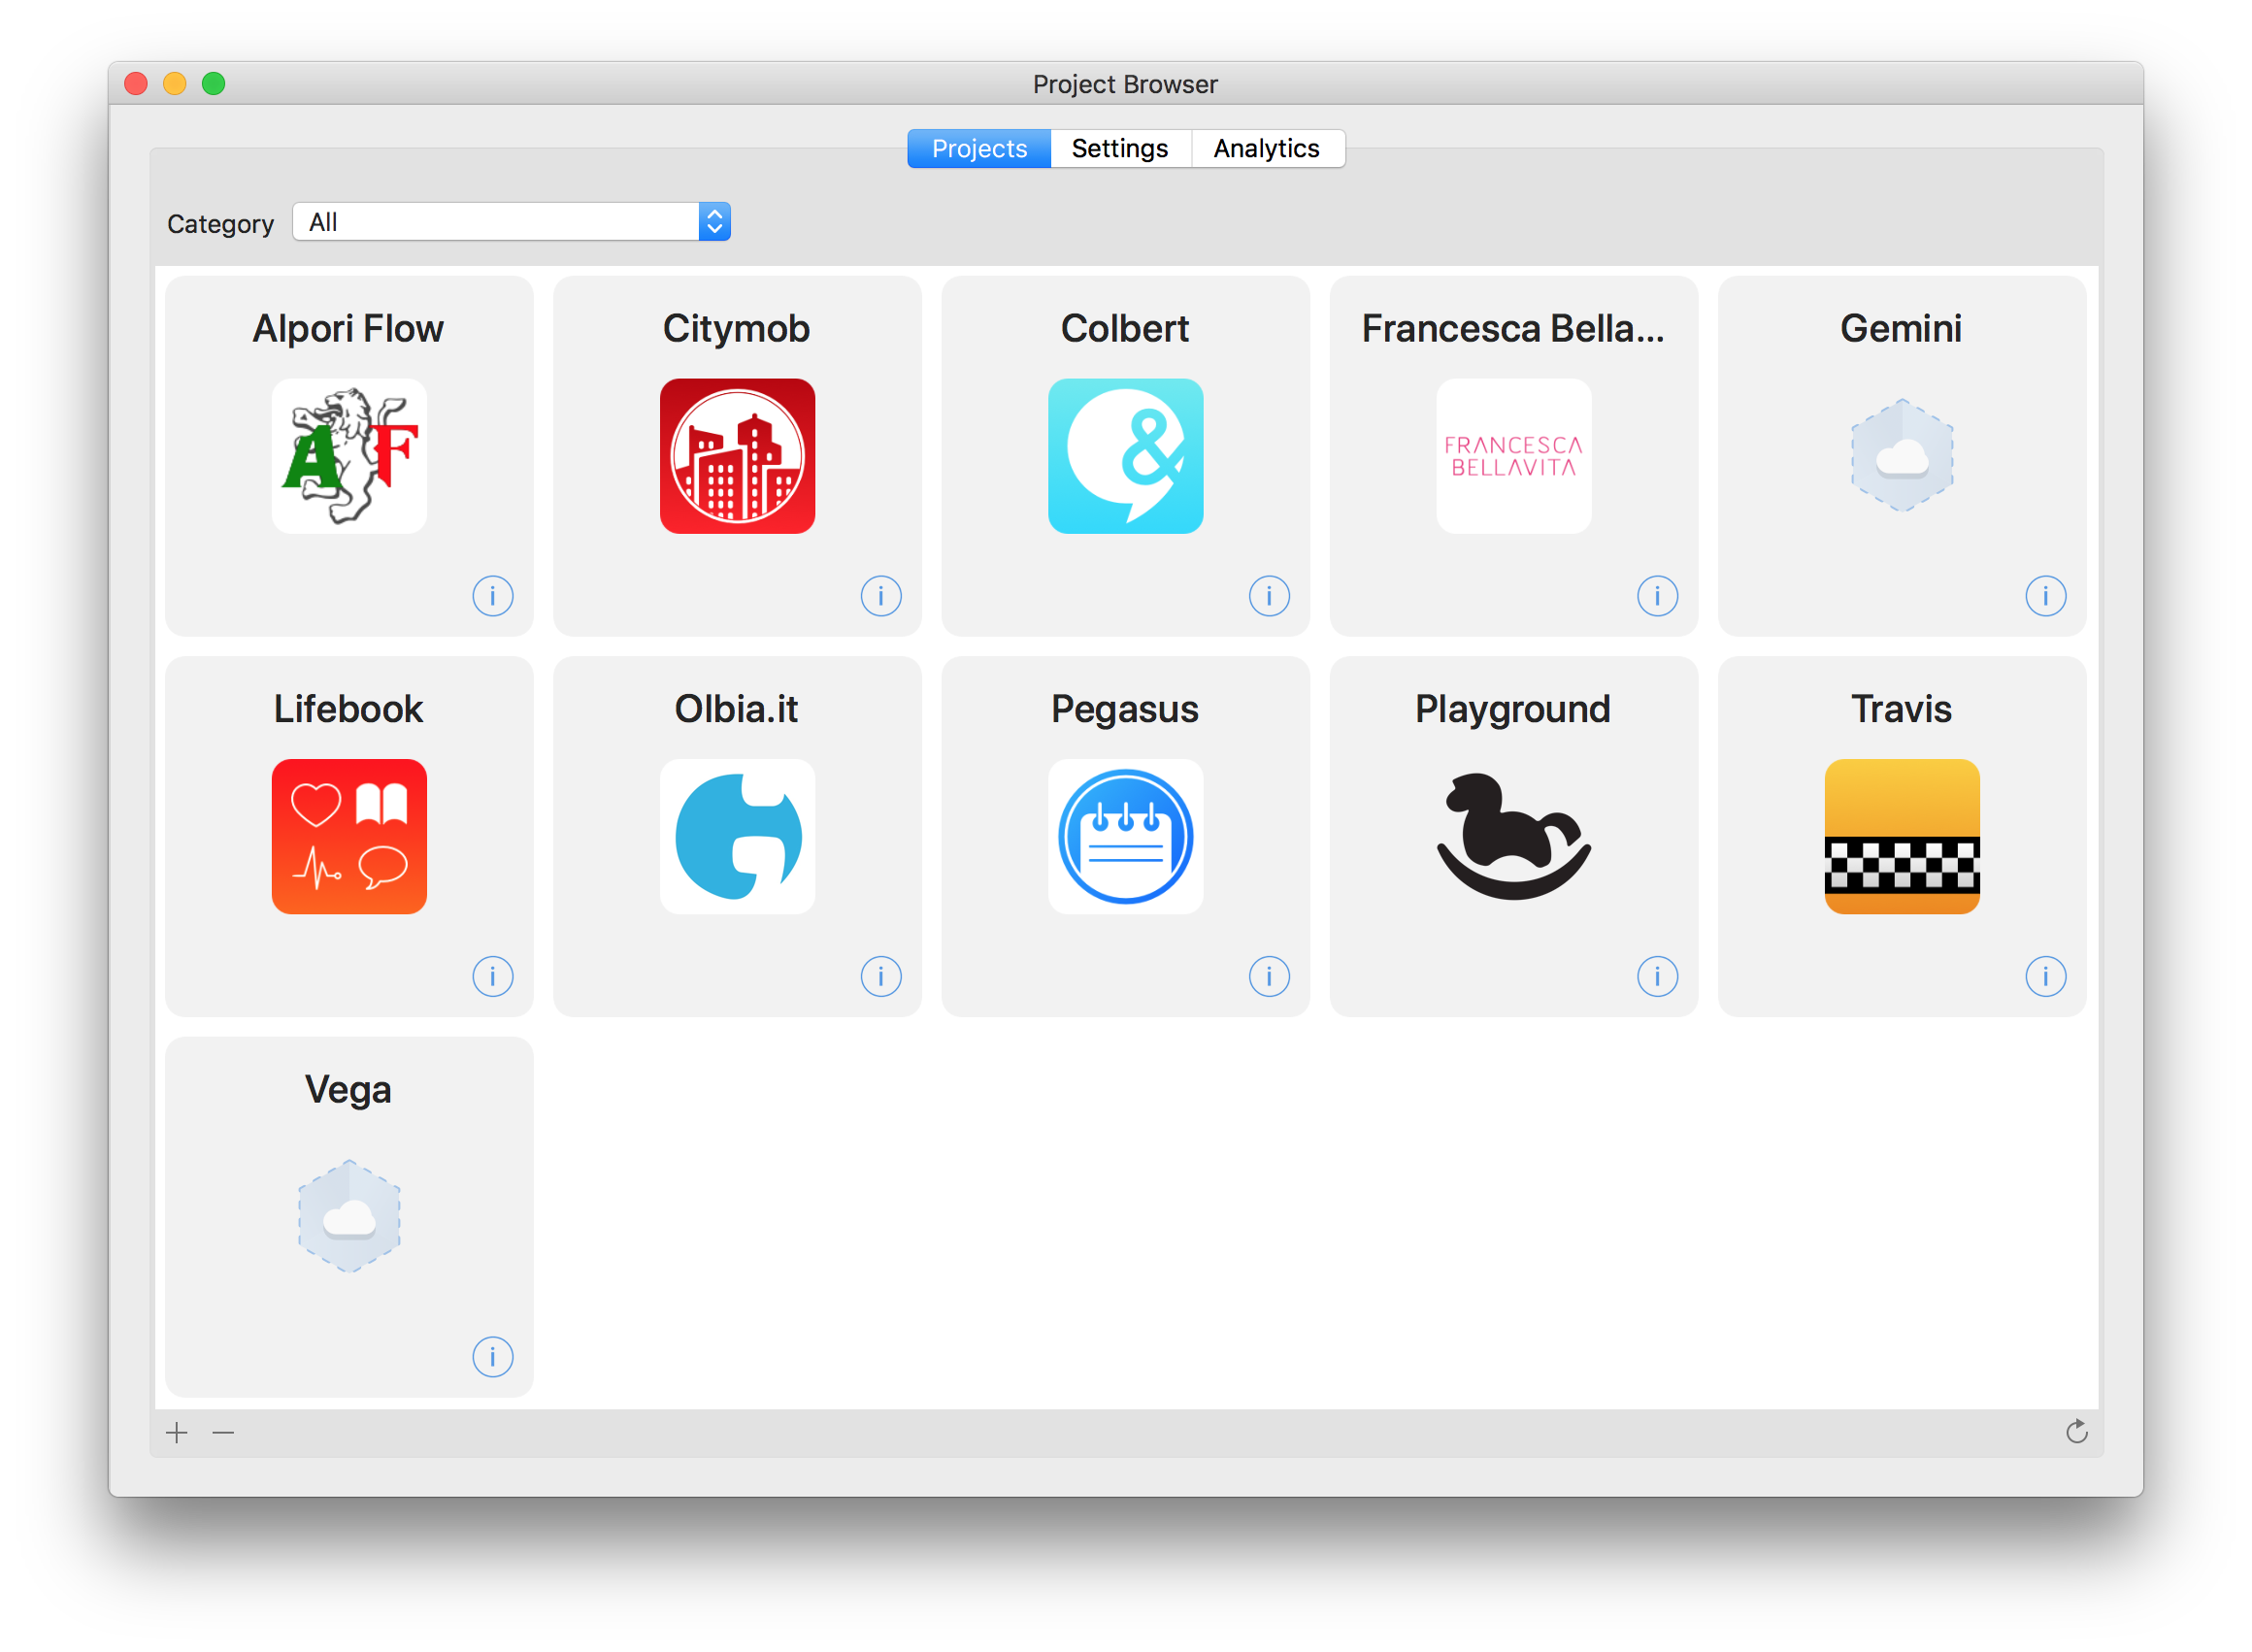 Project Browser
Projects Settings Analytics
Category All
Alpori Flow Citymob Colbert Francesca Bella... Gemini
AF & FRANCESCA
BELLAVITA
i i i i i
Lifebook Olbia.it Pegasus Playground Travis
i i i i i
Vega
i